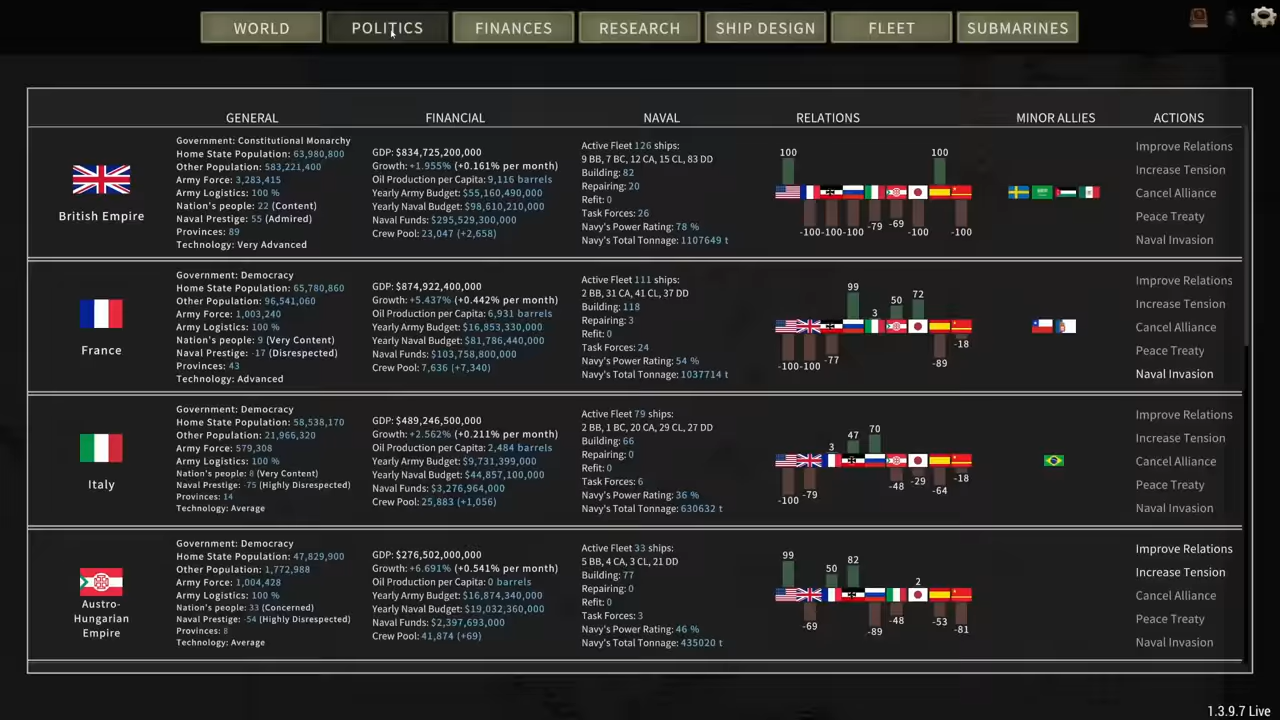 WORLD POLITICS FINANCES RESEARCH SHIP DESIGN FLEET SUBMARINES
GENERAL FINANCIAL NAVAL RELATIONS MINOR ALLIES ACTIONS
British Empire
Government: Constitutional Monarchy
Home State Population: 63,980,800
Other Population: 583,221,400
Army Force: 3,283,415
Army Logistics: 100 %
Nation's people: 22 (Content)
Naval Prestige: 55 (Admired)
Provinces: 89
Technology: Very Advanced
GDP: $834,725,200,000
Growth: +1.955% (+0.161% per month)
Oil Production per Capita: 9,116 barrels
Yearly Army Budget: $55,160,490,000
Yearly Naval Budget: $98,610,210,000
Naval Funds: $295,529,300,000
Crew Pool: 23,047 (+2,658)
Active Fleet 126 ships:
9 BB, 7 BC, 12 CA, 15 CL, 83 DD
Building: 82
Repairing: 20
Refit: 0
Task Forces: 26
Navy's Power Rating: 78 %
Navy's Total Tonnage: 1107649 t
100 100
-100 -100 -100 -79 -69 -100 -100
Improve Relations
Increase Tension
Cancel Alliance
Peace Treaty
Naval Invasion
France
Government: Democracy
Home State Population: 65,780,860
Other Population: 96,541,060
Army Force: 1,003,240
Army Logistics: 100 %
Nation's people: 9 (Very Content)
Naval Prestige: -17 (Disrespected)
Provinces: 43
Technology: Advanced
GDP: $874,922,400,000
Growth: +5.437% (+0.442% per month)
Oil Production per Capita: 6,931 barrels
Yearly Army Budget: $16,853,330,000
Yearly Naval Budget: $81,786,440,000
Naval Funds: $103,758,800,000
Crew Pool: 7,636 (+7,340)
Active Fleet 111 ships:
2 BB, 31 CA, 41 CL, 37 DD
Building: 118
Repairing: 3
Refit: 0
Task Forces: 24
Navy's Power Rating: 54 %
Navy's Total Tonnage: 1037714 t
99 3 50 72
-100 -100 -77 -89 -18
Improve Relations
Increase Tension
Cancel Alliance
Peace Treaty
Naval Invasion
Italy
Government: Democracy
Home State Population: 58,538,170
Other Population: 21,966,320
Army Force: 579,308
Army Logistics: 100 %
Nation's people: 8 (Very Content)
Naval Prestige: -75 (Highly Disrespected)
Provinces: 14
Technology: Average
GDP: $489,246,500,000
Growth: +2.562% (+0.211% per month)
Oil Production per Capita: 2,484 barrels
Yearly Army Budget: $9,731,399,000
Yearly Naval Budget: $44,857,100,000
Naval Funds: $3,276,964,000
Crew Pool: 25,883 (+1,056)
Active Fleet 79 ships:
2 BB, 1 BC, 20 CA, 29 CL, 27 DD
Building: 66
Repairing: 0
Refit: 0
Task Forces: 6
Navy's Power Rating: 36 %
Navy's Total Tonnage: 630632 t
3 47 70
-100 -79 -48 -29 -64 -18
Improve Relations
Increase Tension
Cancel Alliance
Peace Treaty
Naval Invasion
Austro-
Hungarian
Empire
Government: Democracy
Home State Population: 47,829,900
Other Population: 1,772,988
Army Force: 1,004,428
Army Logistics: 100 %
Nation's people: 33 (Concerned)
Naval Prestige: -54 (Highly Disrespected)
Provinces: 8
Technology: Average
GDP: $276,502,000,000
Growth: +6.691% (+0.541% per month)
Oil Production per Capita: 0 barrels
Yearly Army Budget: $16,874,340,000
Yearly Naval Budget: $19,032,360,000
Naval Funds: $2,397,693,000
Crew Pool: 41,874 (+69)
Active Fleet 33 ships:
5 BB, 4 CA, 3 CL, 21 DD
Building: 77
Repairing: 0
Refit: 0
Task Forces: 3
Navy's Power Rating: 46 %
Navy's Total Tonnage: 435020 t
99 50 82 2
-69 -89 -48 -53 -81
Improve Relations
Increase Tension
Cancel Alliance
Peace Treaty
Naval Invasion
1.3.9.7 Live